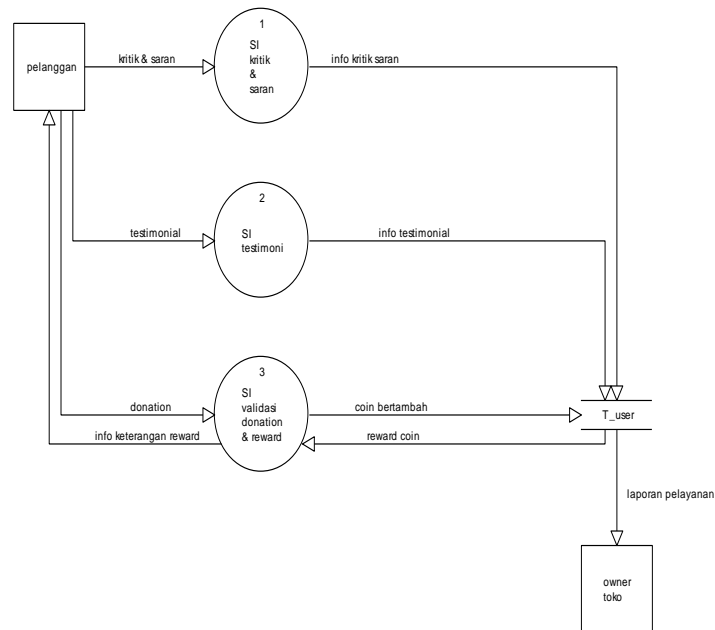 1
SI
kritik
&
saran
pelanggan
kritik & saran
info kritik saran
2
SI
testimoni
testimonial
info testimonial
3
SI
validasi
donation
& reward
donation
coin bertambah
T_user
info keterangan reward
reward coin
laporan pelayanan
owner
toko